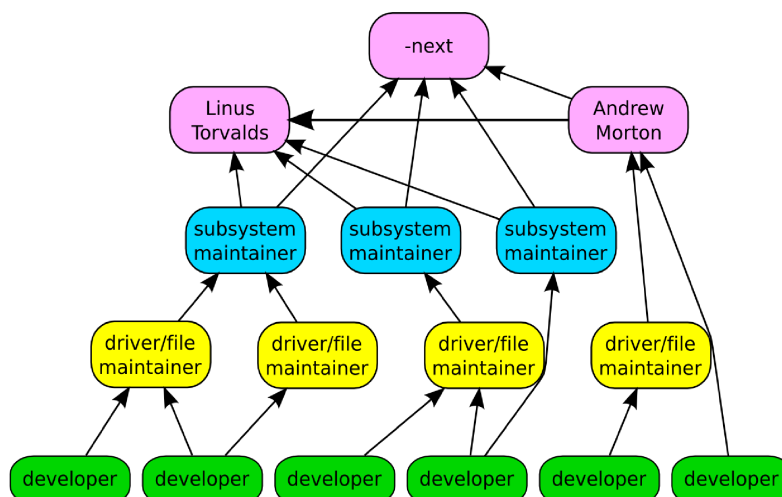 -next
Linus
Torvalds
Andrew
Morton
subsystem
maintainer
subsystem
maintainer
subsystem
maintainer
driver/file
maintainer
driver/file
maintainer
driver/file
maintainer
driver/file
maintainer
developer
developer
developer
developer
developer
developer